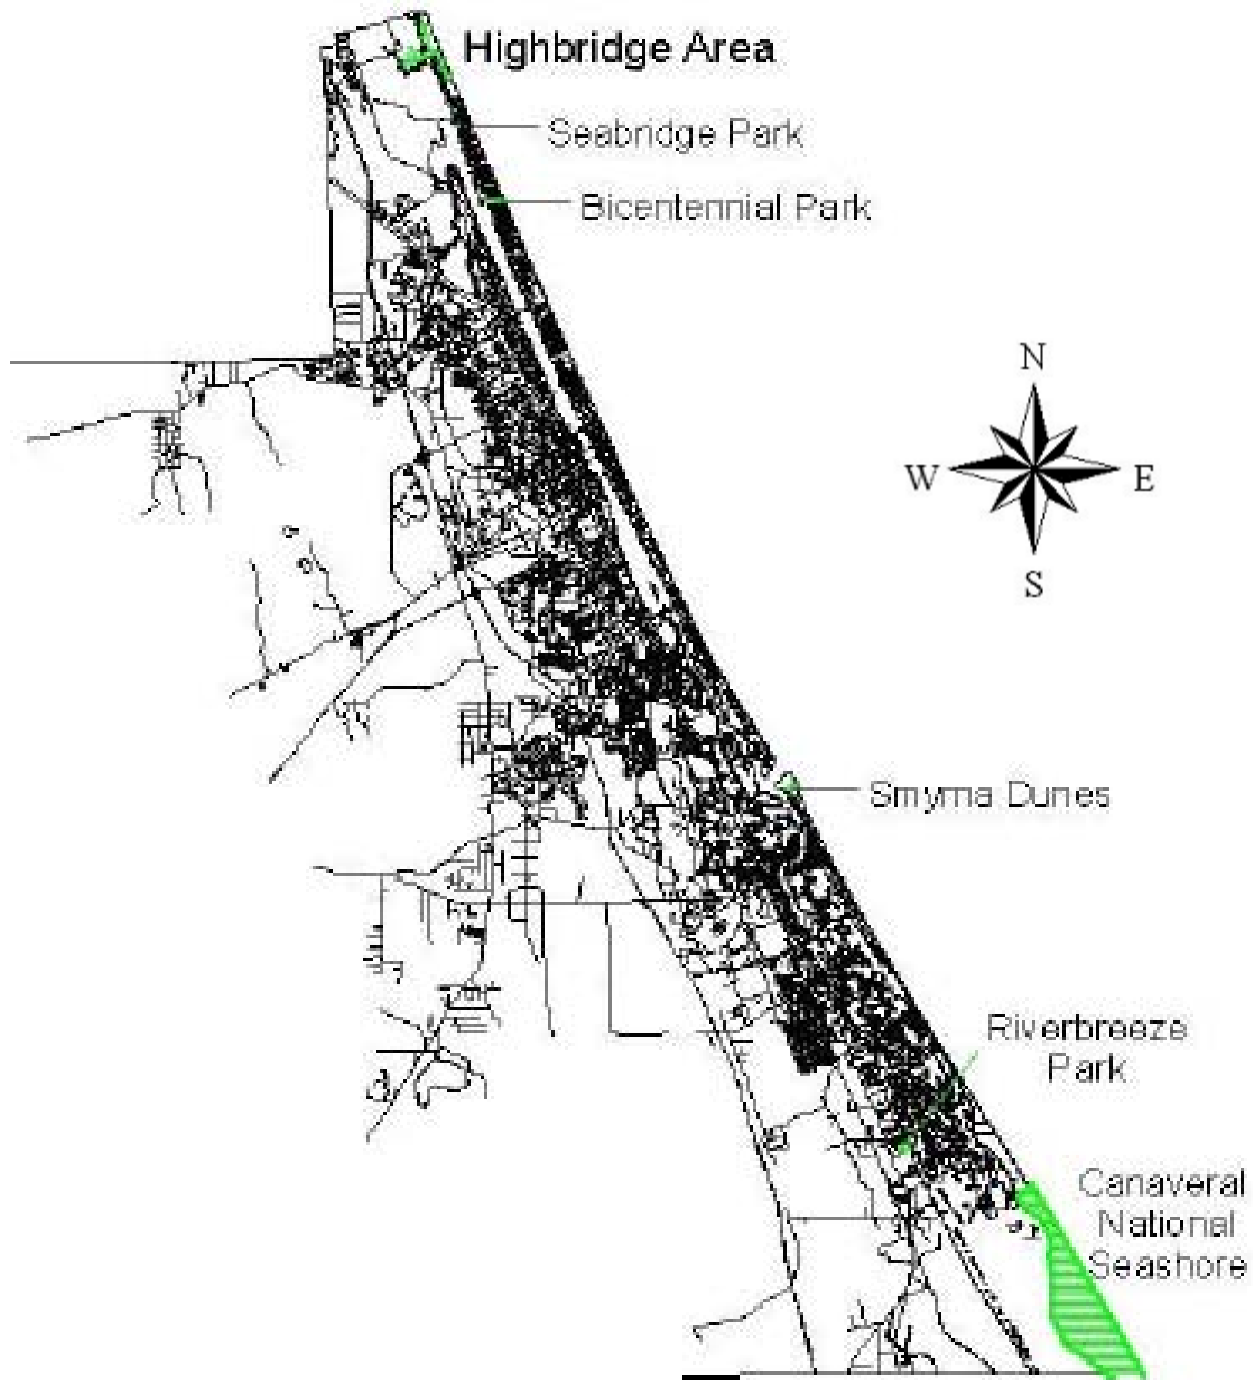 Highbridge Area
Seabridge Park
Bicentennial Park
N
W
E
S
Smyrna Dunes
Riverbreeze
Park
Canaveral
National
Seashore